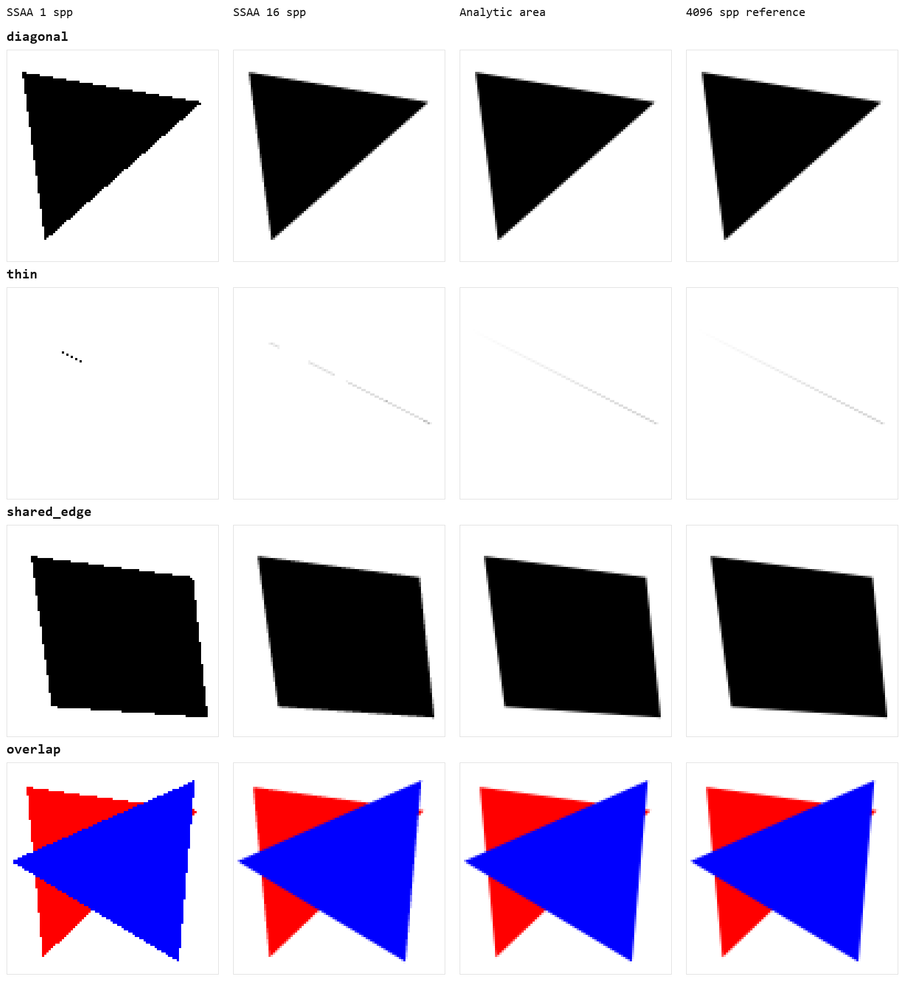 SSAA 1 spp SSAA 16 spp Analytic area 4096 spp reference
diagonal
thin
shared_edge
overlap